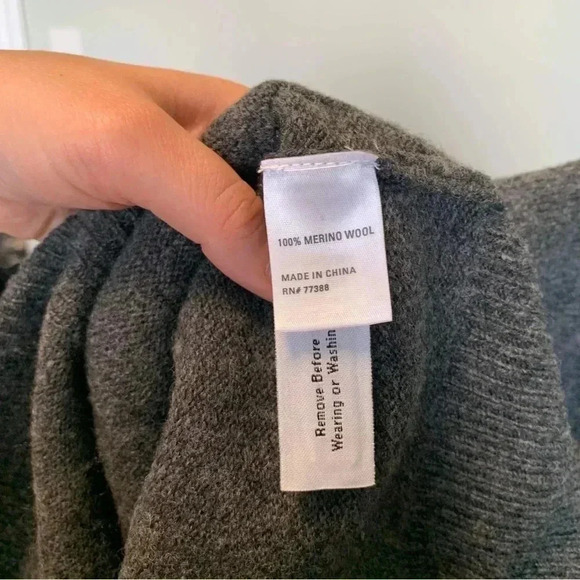 100% MERINO WOOL
MADE IN CHINA
RN# 77388
Remove Before
Wearing or Washin